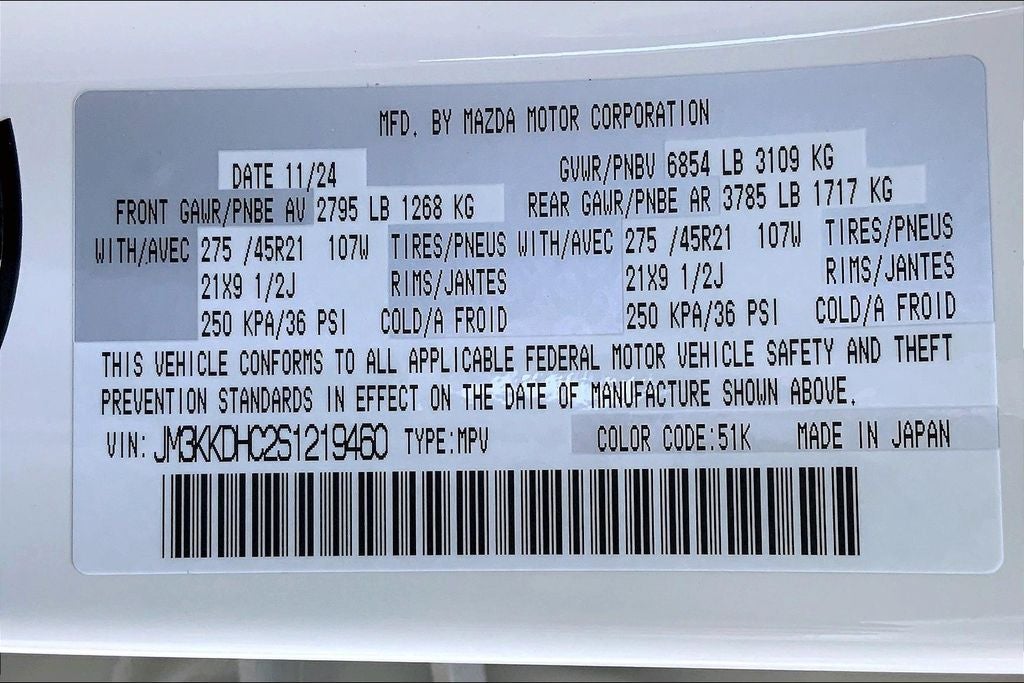 MFD. BY MAZDA MOTOR CORPORATION
DATE 11/24 GVWR/PNBV 6854 LB 3109 KG
FRONT GAWR/PNBE AV 2795 LB 1268 KG REAR GAWR/PNBE AR 3785 LB 1717 KG
WITH/AVEC 275 /45R21 107W TIRES/PNEUS WITH/AVEC 275 /45R21 107W TIRES/PNEUS
21X9 1/2J RIMS/JANTES 21X9 1/2J RIMS/JANTES
250 KPA/36 PSI COLD/A FROID 250 KPA/36 PSI COLD/A FROID
THIS VEHICLE CONFORMS TO ALL APPLICABLE FEDERAL MOTOR VEHICLE SAFETY AND THEFT
PREVENTION STANDARDS IN EFFECT ON THE DATE OF MANUFACTURE SHOWN ABOVE.
VIN: JM3KKDHC2S1219460 TYPE:MPV COLOR CODE:51K MADE IN JAPAN